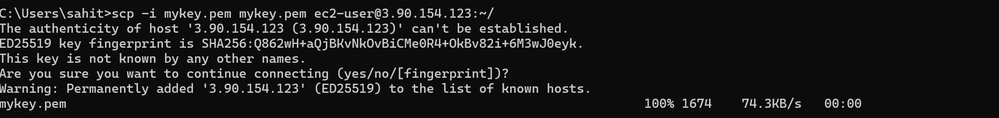 C:\Users\sahit>scp -i mykey.pem mykey.pem ec2-user@3.90.154.123:~/
The authenticity of host '3.90.154.123 (3.90.154.123)' can't be established.
ED25519 key fingerprint is SHA256:Q862wH+aQjBKvNkOvBiCMe0R4+OkBv82i+6M3wJ0eyk.
This key is not known by any other names.
Are you sure you want to continue connecting (yes/no/[fingerprint])?
Warning: Permanently added '3.90.154.123' (ED25519) to the list of known hosts.
mykey.pem 100% 1674 74.3KB/s 00:00